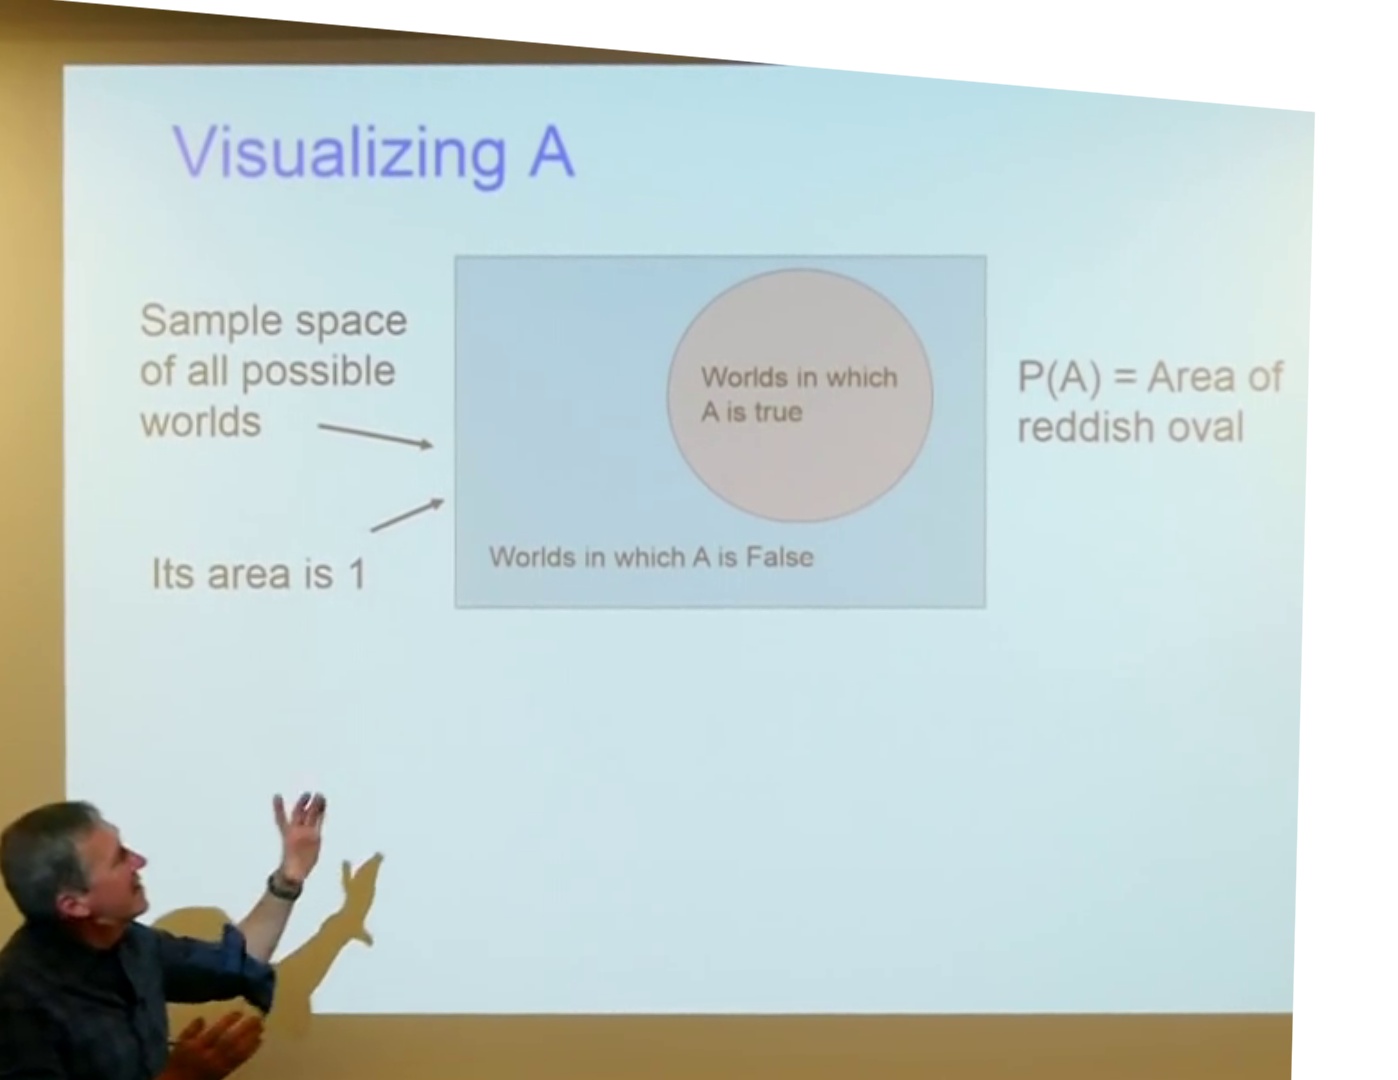 Visualizing A
Sample space
of all possible
worlds
Its area is 1
Worlds in which
A is true
Worlds in which A is False
P(A) = Area of
reddish oval